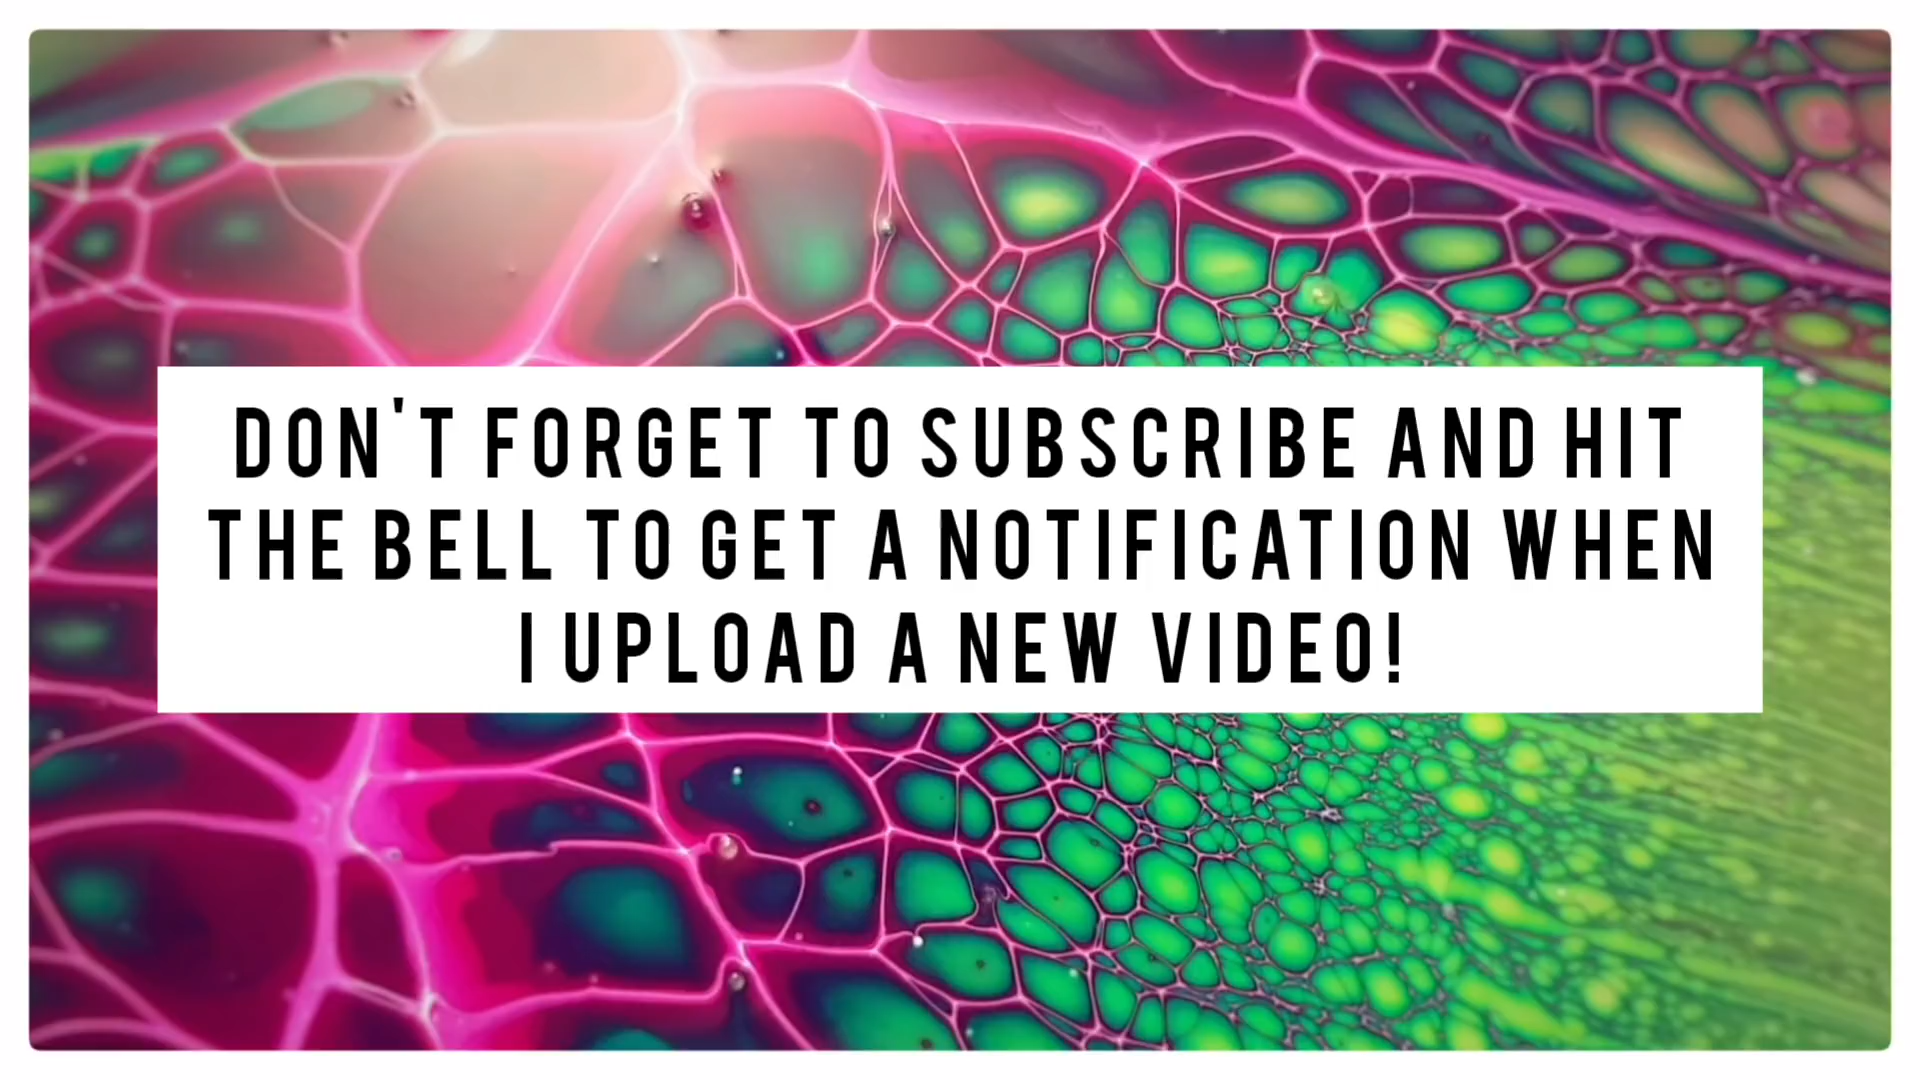 DON'T FORGET TO SUBSCRIBE AND HIT
THE BELL TO GET A NOTIFICATION WHEN
I UPLOAD A NEW VIDEO!